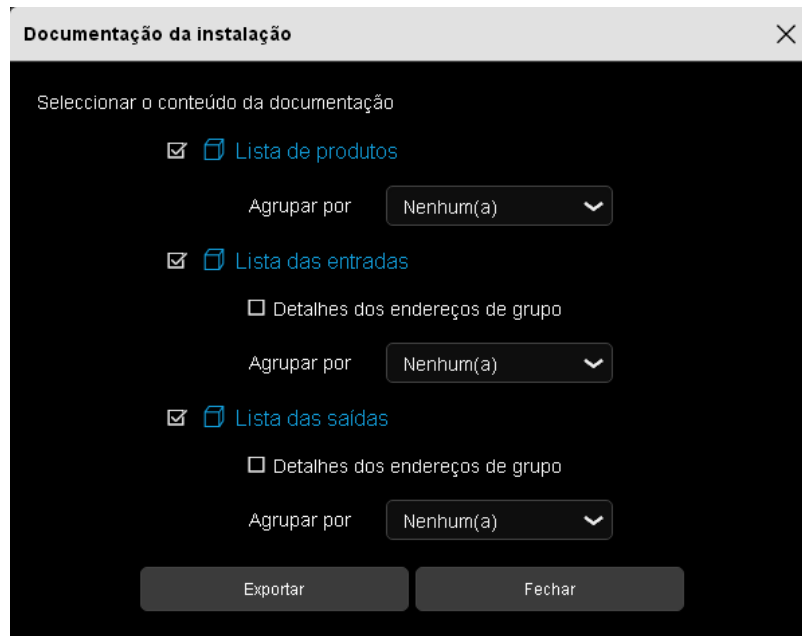 Documentação da instalação
Seleccionar o conteúdo da documentação
Lista de produtos
Agrupar por Nenhum(a)
Lista das entradas
Detalhes dos endereços de grupo
Agrupar por Nenhum(a)
Lista das saídas
Detalhes dos endereços de grupo
Agrupar por Nenhum(a)
Exportar Fechar